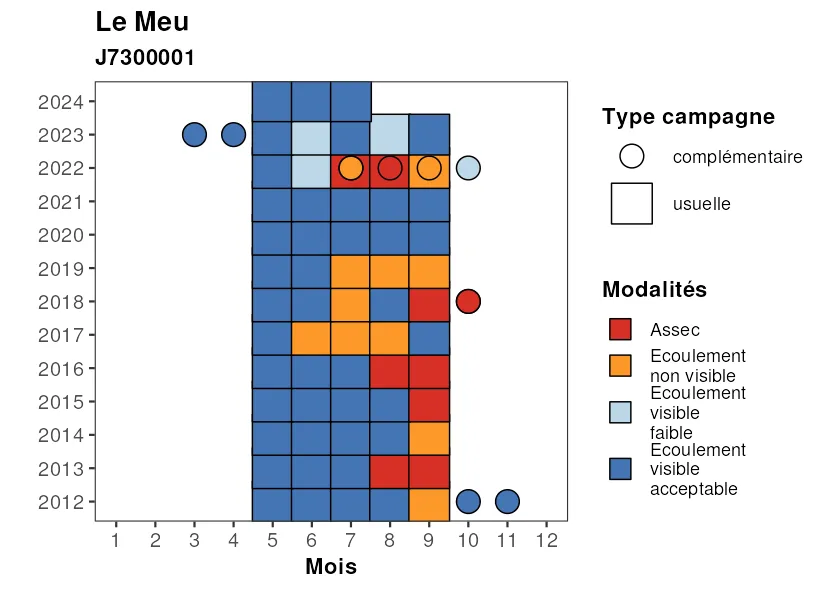 Le Meu
J7300001
2024
2023
2022
2021
2020
2019
2018
2017
2016
2015
2014
2013
2012
1 2 3 4 5 6 7 8 9 10 11 12
Mois
Type campagne
complémentaire
usuelle
Modalités
Assec
Ecoulement
non visible
Ecoulement
visible
faible
Ecoulement
visible
acceptable